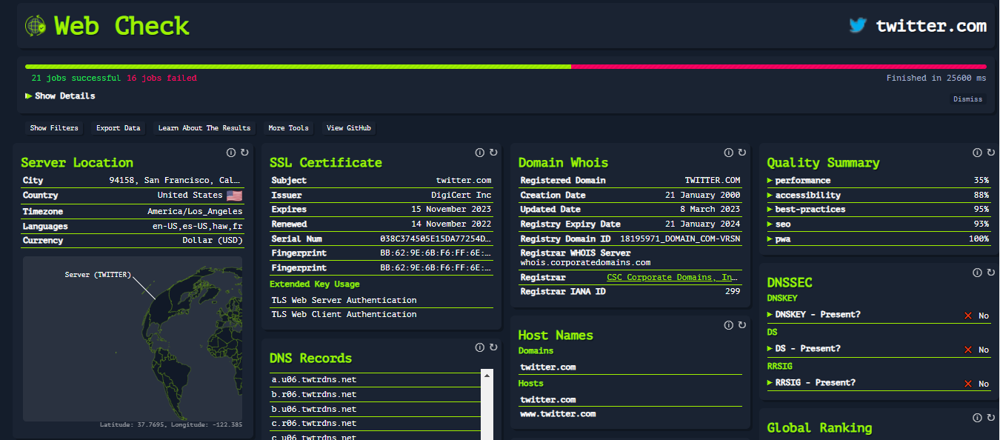 Web Check
twitter.com
21 jobs successful 16 jobs failed
Finished in 25600 ms
Show Details
Dismiss
Show Filters
Export Data
Learn About The Results
More Tools
View GitHub
Server Location
City 94158, San Francisco, Cal…
Country United States
Timezone America/Los_Angeles
Languages en-US,es-US,haw,fr
Currency Dollar (USD)
Server (TWITTER)
Latitude: 37.7695, Longitude: -122.385
SSL Certificate
Subject twitter.com
Issuer DigiCert Inc
Expires 15 November 2023
Renewed 14 November 2022
Serial Num 038C374505E15DA77254D…
Fingerprint BB:62:9E:6B:F6:FF:6E:…
Fingerprint BB:62:9E:6B:F6:FF:6E:…
Extended Key Usage
TLS Web Server Authentication
TLS Web Client Authentication
DNS Records
a.u06.twtrdns.net
b.r06.twtrdns.net
b.u06.twtrdns.net
c.r06.twtrdns.net
c.u06.twtrdns.net
Domain Whois
Registered Domain TWITTER.COM
Creation Date 21 January 2000
Updated Date 8 March 2023
Registry Expiry Date 21 January 2024
Registry Domain ID 18195971_DOMAIN_COM-VRSN
Registrar WHOIS Server
whois.corporatedomains.com
Registrar CSC Corporate Domains, In…
Registrar IANA ID 299
Host Names
Domains
twitter.com
Hosts
twitter.com
www.twitter.com
Quality Summary
performance 35%
accessibility 88%
best-practices 95%
seo 93%
pwa 100%
DNSSEC
DNSKEY
DNSKEY - Present? ❌ No
DS
DS - Present? ❌ No
RRSIG
RRSIG - Present? ❌ No
Global Ranking